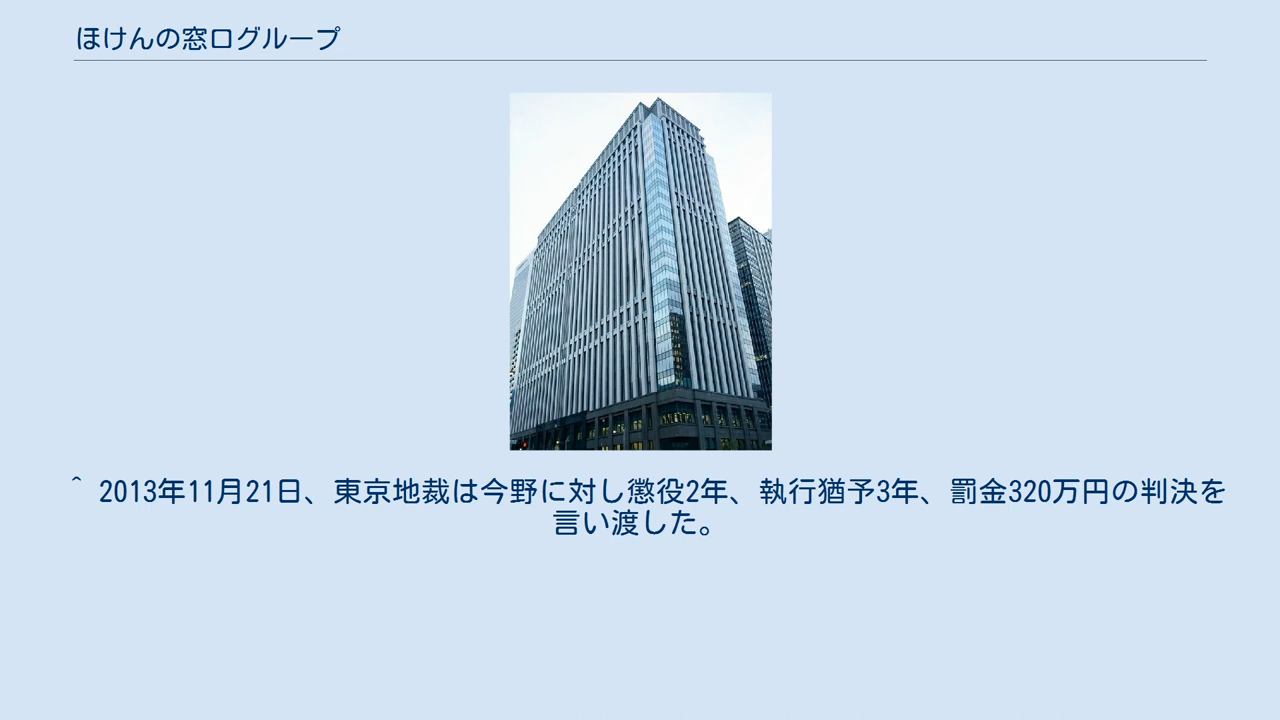 ほけんの窓口グループ
^ 2013年11月21日、東京地裁は今野に対し懲役2年、執行猶予3年、罰金320万円の判決を
言い渡した。